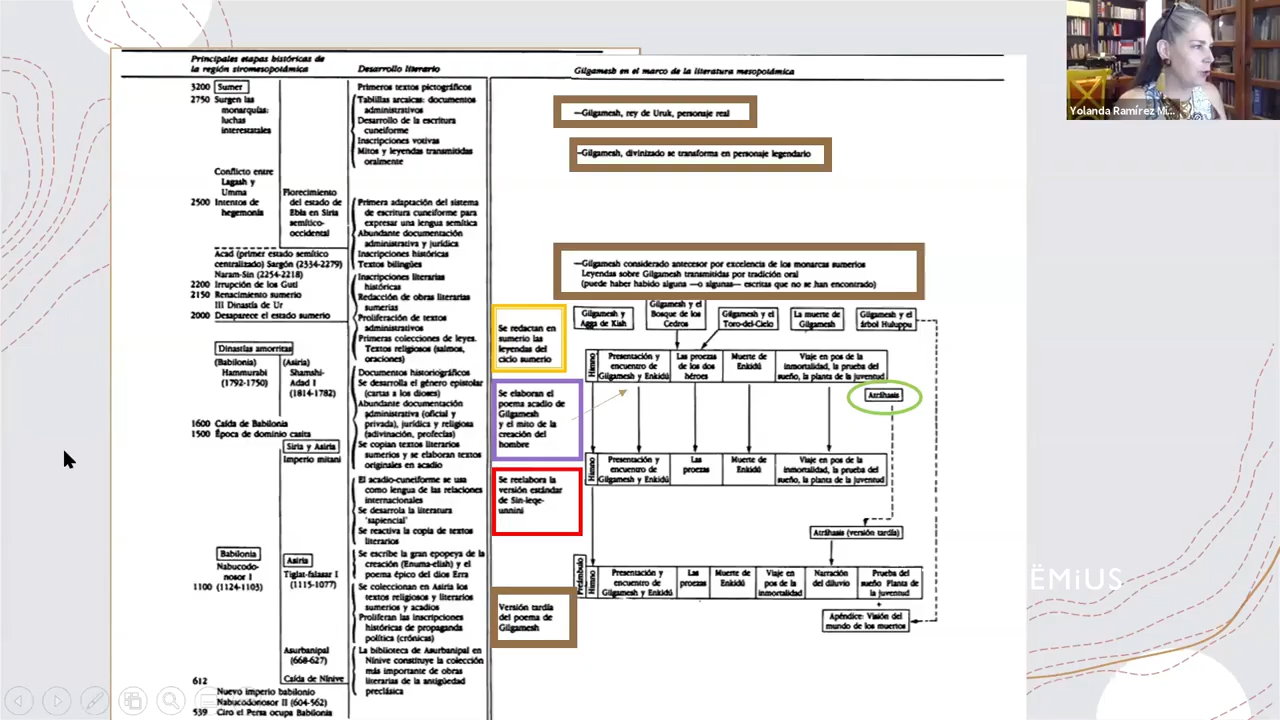 Principales etapas históricas de
la región siromesopotámica
Desarrollo literario
Gilgamesh en el marco de la literatura mesopotámica
3200 Sumer
2750 Surgen las
monarquías:
luchas
interestatales
Conflicto entre
Lagash y
Umma
2500 Intentos de
hegemonía
Florecimiento
del estado de
Ebla en Siria
semítico-
occidental
Acad (primer estado semítico
centralizado) Sargón (2334-2279)
Naram-Sin (2254-2218)
2200 Irrupción de los Guti
2150 Renacimiento sumerio
III Dinastía de Ur
2000 Desaparece el estado sumerio
Dinastías amorritas
(Babilonia)
Hammurabi
(1792-1750)
(Asiria)
Shamshi-
Adad I
(1814-1782)
1600 Caída de Babilonia
1500 Época de dominio casita
Siria y Asiria
Imperio mitani
Babilonia
Nabucodo-
nosor I
1100 (1124-1103)
Asiria
Tiglat-falasar I
(1115-1077)
Asurbanipal
(668-627)
Caída de Nínive
612
Nuevo imperio babilonio
Nabucodonosor II (604-562)
539 Ciro el Persa ocupa Babilonia
Primeros textos pictográficos
Tablillas arcaicas: documentos
administrativos
Desarrollo de la escritura
cuneiforme
Inscripciones votivas
Mitos y leyendas transmitidas
oralmente
Primera adaptación del sistema
de escritura cuneiforme para
expresar una lengua semítica
Abundante documentación
administrativa y jurídica
Inscripciones históricas
Textos bilingües
Inscripciones literarias
históricas
Redacción de obras literarias
sumerias
Proliferación de textos
administrativos
Primeras colecciones de leyes.
Textos religiosos (salmos,
oraciones)
Documentos historiográficos
Se desarrolla el género epistolar
(cartas a los dioses)
Abundante documentación
administrativa (oficial y
privada), jurídica y religiosa
(adivinación, profecías)
Se copian textos literarios
sumerios y se elaboran textos
originales en acadio
El acadio-cuneiforme se usa
como lengua de las relaciones
internacionales
Se desarrolla la literatura
'sapiencial'
Se reactiva la copia de textos
literarios
Se escribe la gran epopeya de la
creación (Enuma-elish) y el
poema épico del dios Erra
Se coleccionan en Asiria los
textos religiosos y literarios
sumerios y acadios
Proliferan las inscripciones
históricas de propaganda
política (crónicas)
La biblioteca de Asurbanipal en
Nínive constituye la colección
más importante de obras
literarias de la antigüedad
preclásica
—Gilgamesh, rey de Uruk, personaje real
—Gilgamesh, divinizado se transforma en personaje legendario
—Gilgamesh considerado antecesor por excelencia de los monarcas sumerios
Leyendas sobre Gilgamesh transmitidas por tradición oral
(puede haber habido alguna —o algunas— escritas que no se han encontrado)
Se redactan en
sumerio las
leyendas del
ciclo sumerio
Gilgamesh y
Agga de Kish
Gilgamesh y el
Bosque de los
Cedros
Gilgamesh y el
Toro-del-Cielo
La muerte de
Gilgamesh
Gilgamesh y el
árbol Huluppu
Himno
Presentación y
encuentro de
Gilgamesh y Enkidú
Las proezas
de los dos
héroes
Muerte de
Enkidú
Viaje en pos de la
inmortalidad, la prueba del
sueño, la planta de la juventud
Se elaboran el
poema acadio de
Gilgamesh
y el mito de la
creación del
hombre
Atráhasis
Himno
Presentación y
encuentro de
Gilgamesh y Enkidú
Las
proezas
Muerte de
Enkidú
Viaje en pos de la
inmortalidad, la prueba del
sueño, la planta de la juventud
Se reelabora la
versión estándar
de Sin-leqe-
unnini
Atráhasis (versión tardía)
Preámbulo
Himno
Presentación y
encuentro de
Gilgamesh y Enkidú
Las
proezas
Muerte de
Enkidú
Viaje en
pos de la
inmortalidad
Narración
del diluvio
Prueba del
sueño Planta de
la juventud
+
Apéndice: Visión del
mundo de los muertos
Versión tardía
del poema de
Gilgamesh
ËMiUS
Yolanda Ramírez Mi...